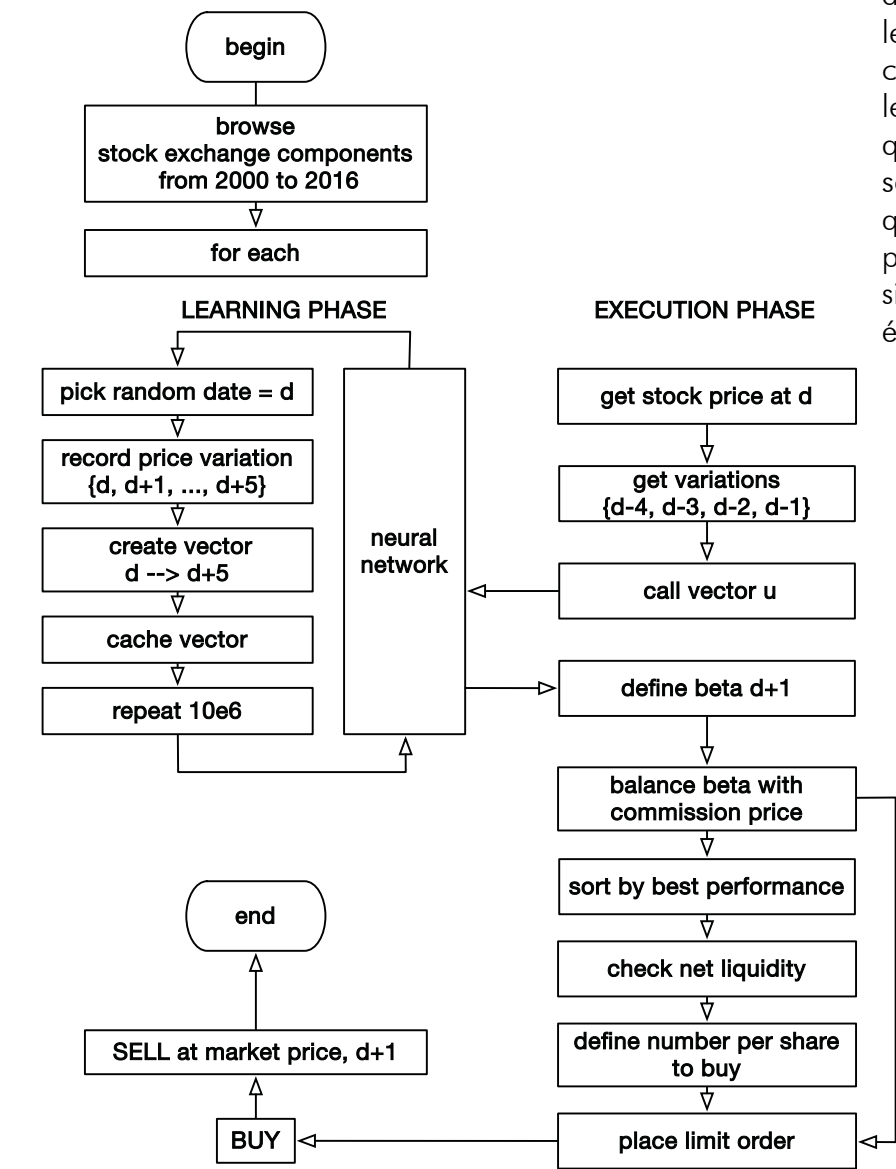 begin
browse
stock exchange components
from 2000 to 2016
for each
LEARNING PHASE
pick random date = d
record price variation
{d, d+1, ..., d+5}
create vector
d --> d+5
cache vector
repeat 10e6
neural
network
EXECUTION PHASE
get stock price at d
get variations
{d-4, d-3, d-2, d-1}
call vector u
define beta d+1
balance beta with
commission price
sort by best performance
check net liquidity
define number per share
to buy
place limit order
BUY
SELL at market price, d+1
end